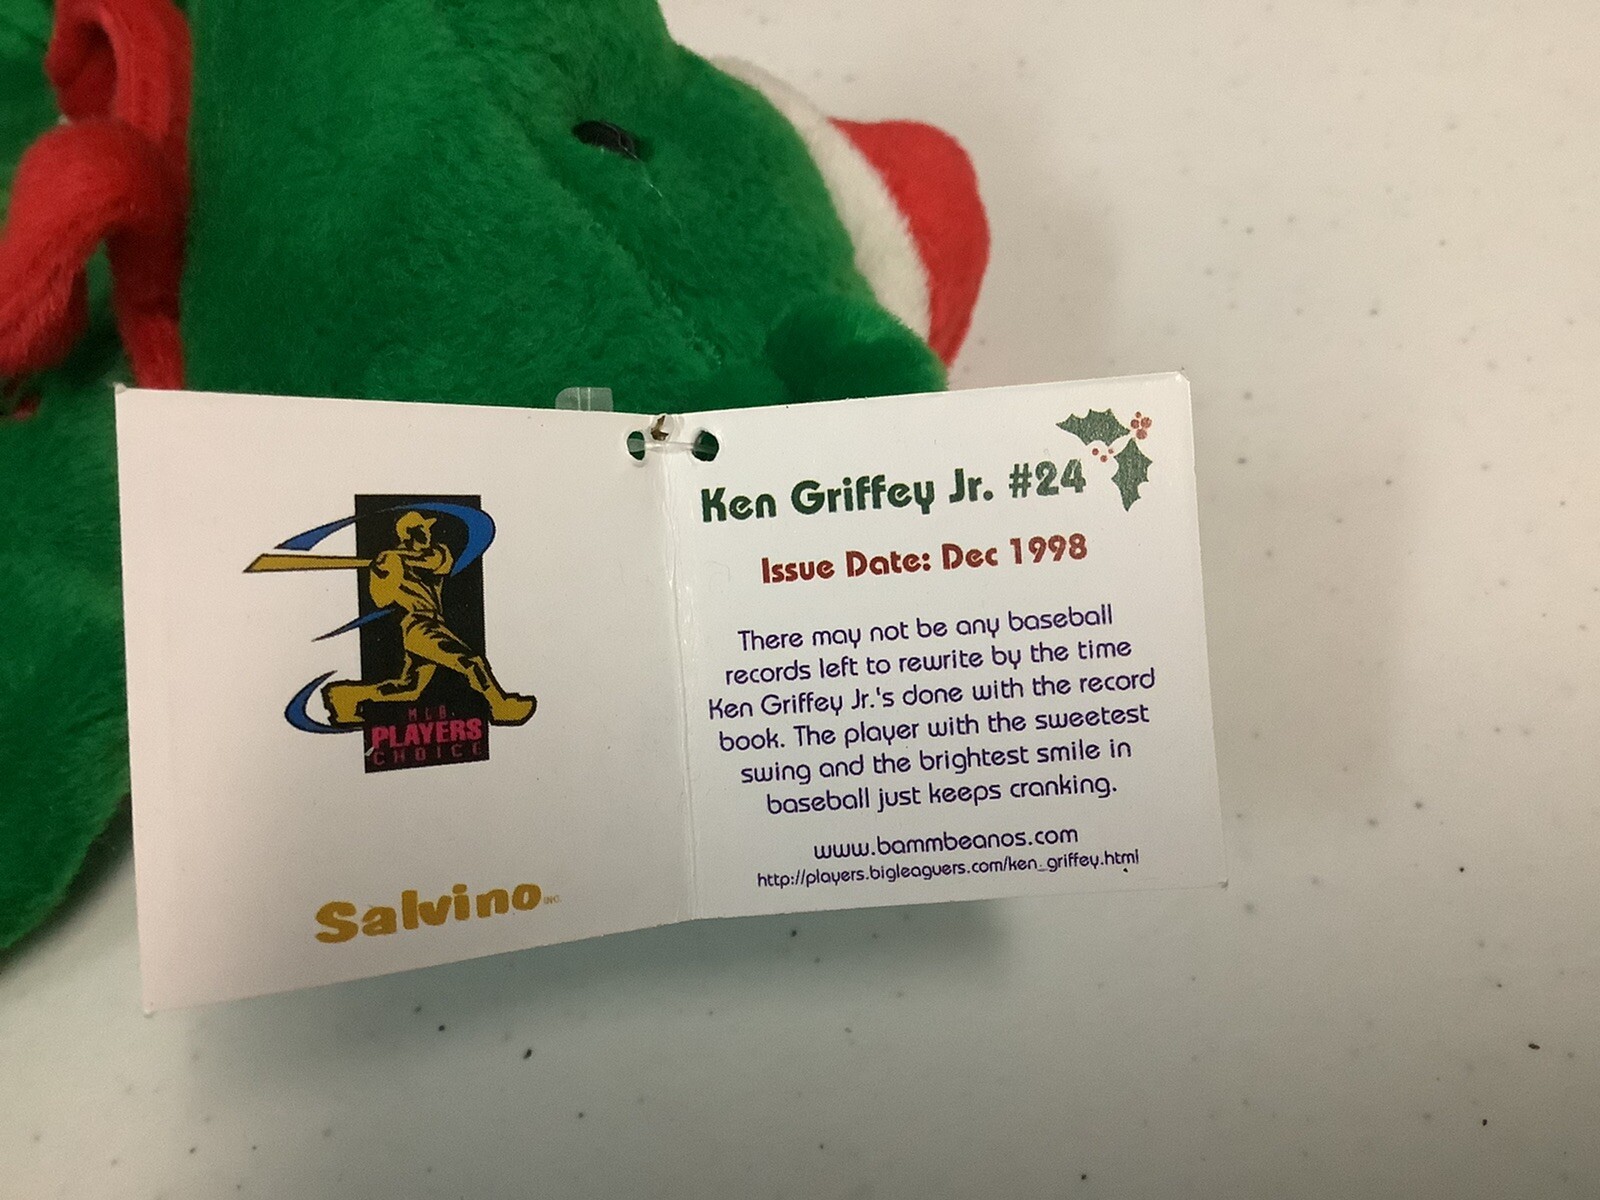 M.L.B.
PLAYERS
CHOICE
Salvino INC.
Ken Griffey Jr. #24
Issue Date: Dec 1998
There may not be any baseball
records left to rewrite by the time
Ken Griffey Jr.'s done with the record
book. The player with the sweetest
swing and the brightest smile in
baseball just keeps cranking.
www.bammbeanos.com
http://players.bigleaguers.com/ken_griffey.html